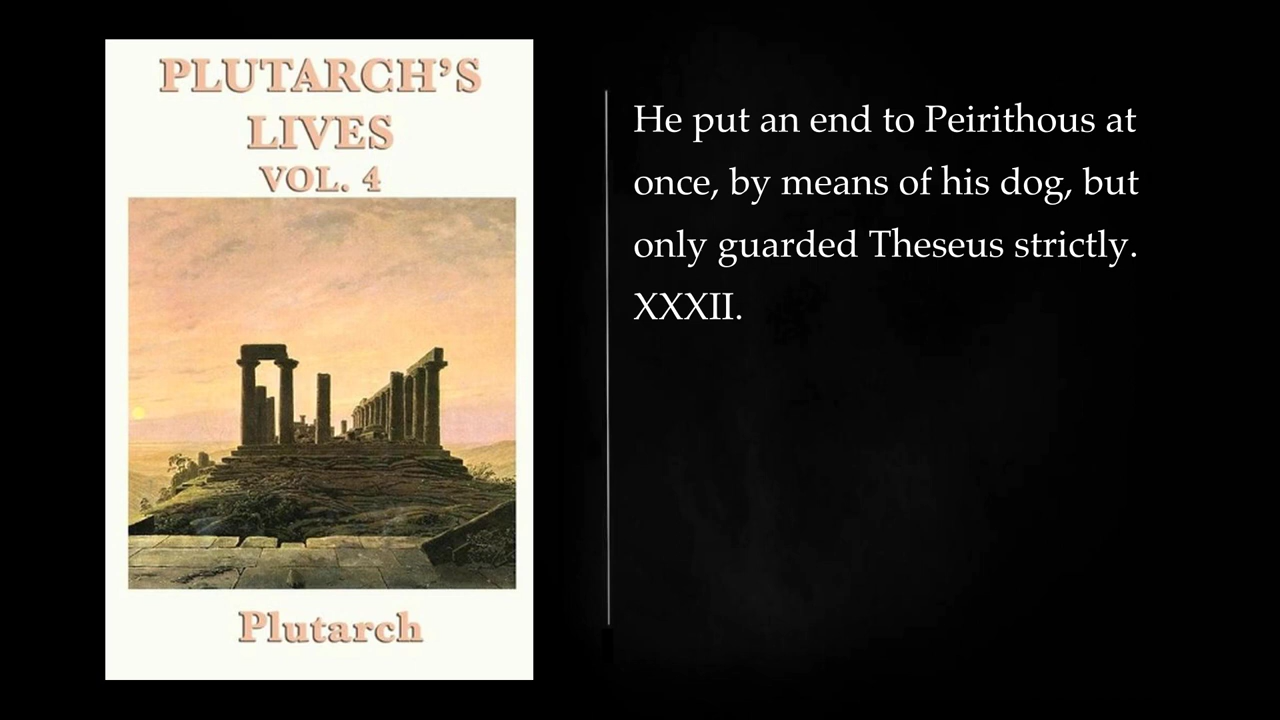 PLUTARCH'S
LIVES
VOL. 4
Plutarch
He put an end to Peirithous at
once, by means of his dog, but
only guarded Theseus strictly.
XXXII.